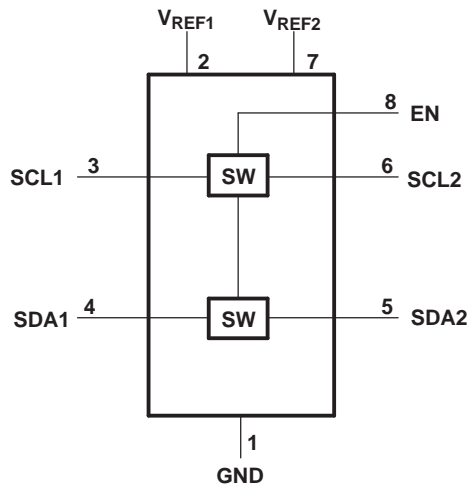 VREF1 VREF2
2 7
8 EN
SCL1 3 SW 6 SCL2
SDA1 4 SW 5 SDA2
1
GND